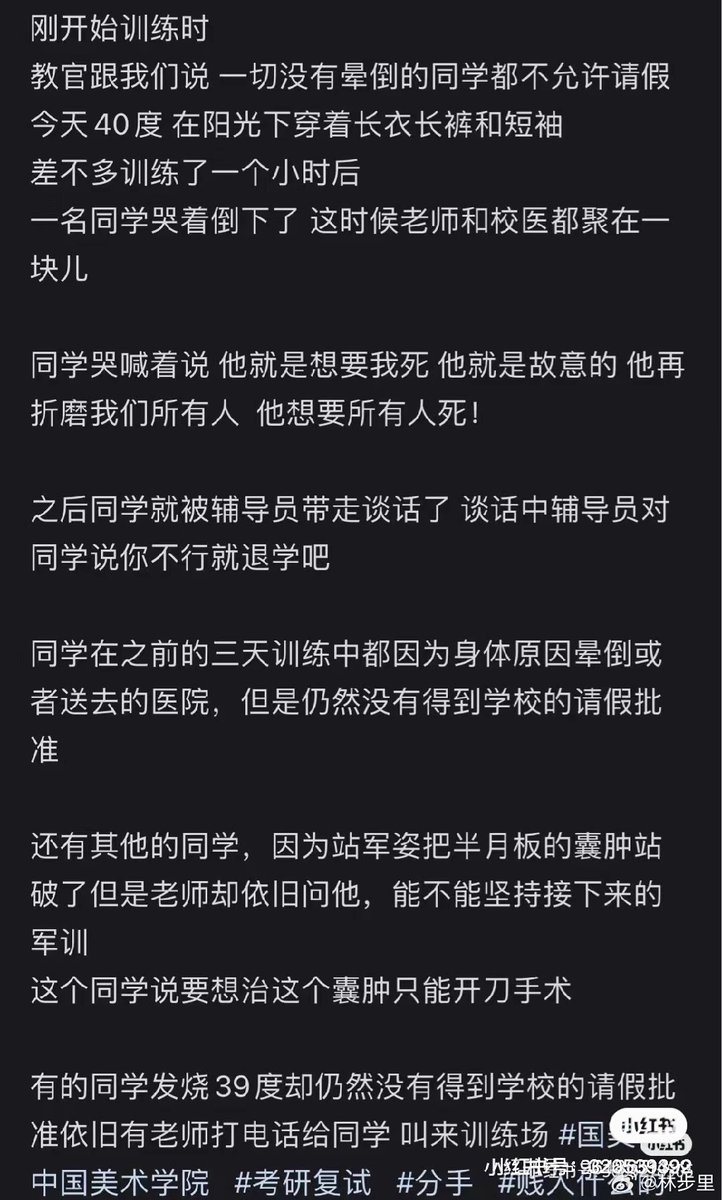 刚开始训练时
教官跟我们说 一切没有晕倒的同学都不允许请假
今天40度 在阳光下穿着长衣长裤和短袖
差不多训练了一个小时后
一名同学哭着倒下了 这时候老师和校医都聚在一
块儿
同学哭喊着说 他就是想要我死 他就是故意的 他再
折磨我们所有人 他想要所有人死！
之后同学就被辅导员带走谈话了 谈话中辅导员对
同学说你不行就退学吧
同学在之前的三天训练中都因为身体原因晕倒或
者送去的医院，但是仍然没有得到学校的请假批
准
还有其他的同学，因为站军姿把半月板的囊肿站
破了但是老师却依旧问他，能不能坚持接下来的
军训
这个同学说要想治这个囊肿只能开刀手术
有的同学发烧39度却仍然没有得到学校的请假批
准依旧有老师打电话给同学 叫来训练场 #国美
小红书
小红书
小红书号：
中国美术学院 #考研复试 #分手 #贱人什
@林步里